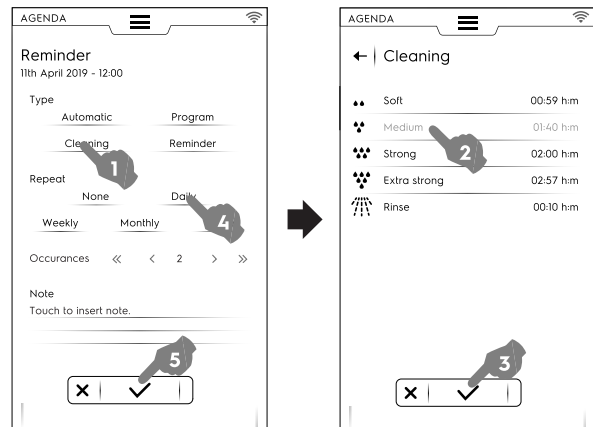 AGENDA
Reminder
11th April 2019 - 12:00
Type
Automatic Program
Cleaning Reminder
1
Repeat
None Daily
4
Weekly Monthly
Occurances << < 2 > >>
Note
Touch to insert note.
5
AGENDA
Cleaning
Soft 00:59 h:m
Medium 01:40 h:m
2
Strong 02:00 h:m
Extra strong 02:57 h:m
Rinse 00:10 h:m
3